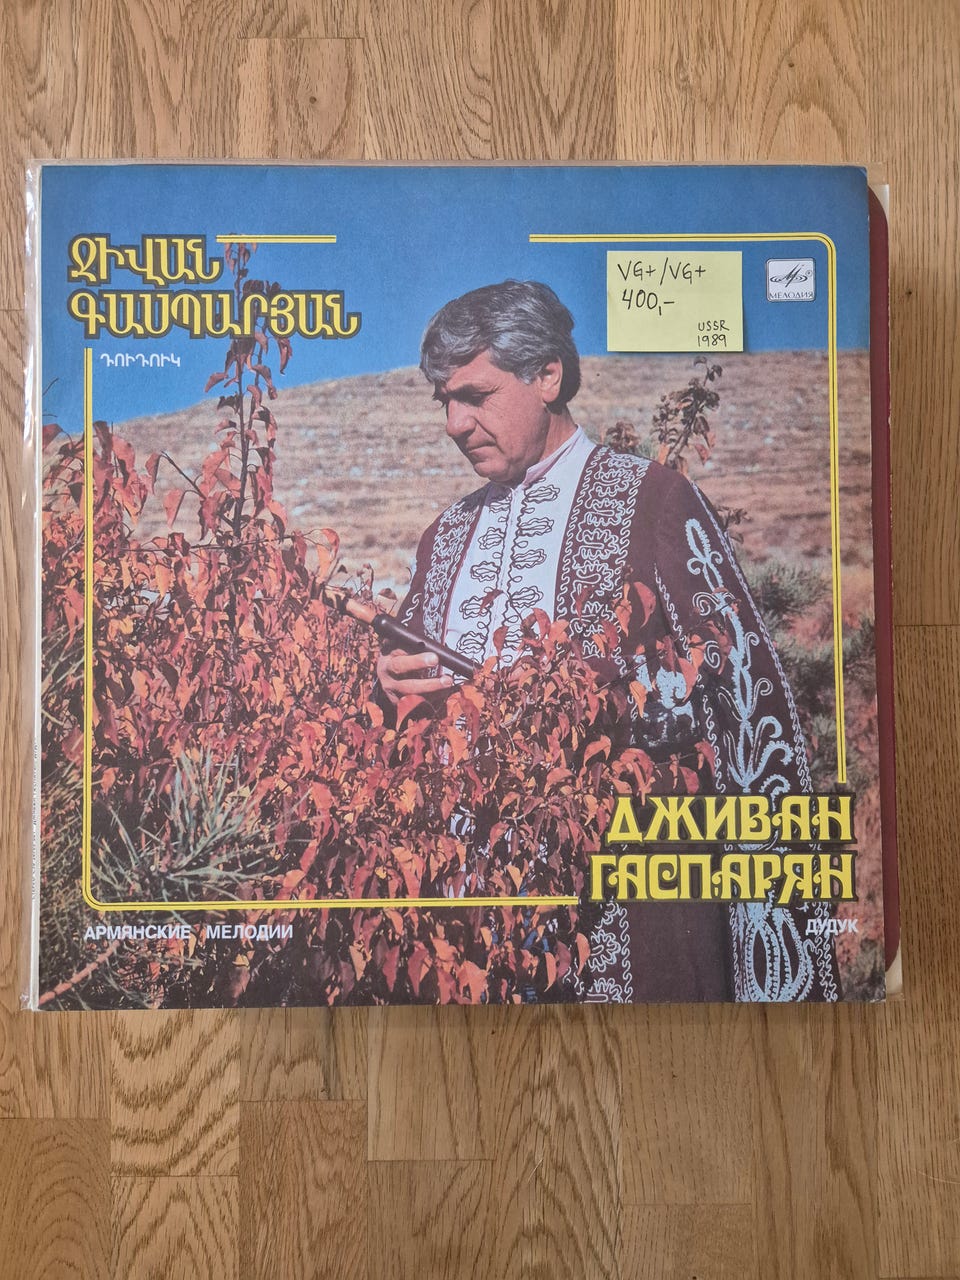 ՋԻՎԱՆ
ԳԱՍՊԱՐՅԱՆ
ԴՈՒԴՈՒԿ
VG+/VG+
400,-
USSR
1989
МЕЛОДИЯ
ДЖИВАН
ГАСПАРЯН
АРМЯНСКИЕ МЕЛОДИИ
ДУДУК